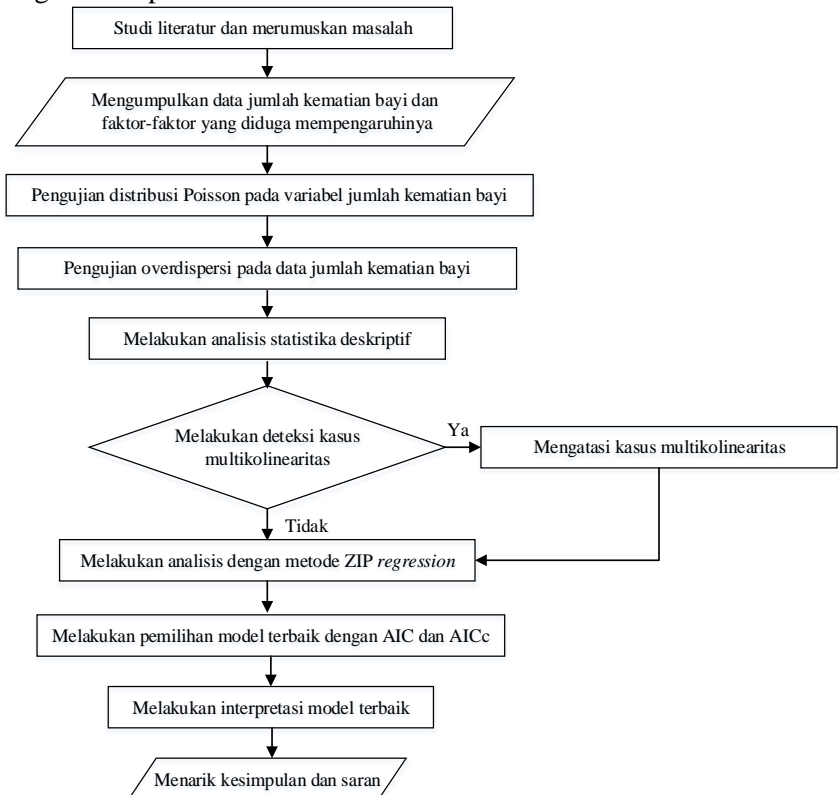 Studi literatur dan merumuskan masalah
Mengumpulkan data jumlah kematian bayi dan
faktor-faktor yang diduga mempengaruhinya
Pengujian distribusi Poisson pada variabel jumlah kematian bayi
Pengujian overdispersi pada data jumlah kematian bayi
Melakukan analisis statistika deskriptif
Melakukan deteksi kasus
multikolinearitas
Ya
Mengatasi kasus multikolinearitas
Tidak
Melakukan analisis dengan metode ZIP regression
Melakukan pemilihan model terbaik dengan AIC dan AICc
Melakukan interpretasi model terbaik
Menarik kesimpulan dan saran